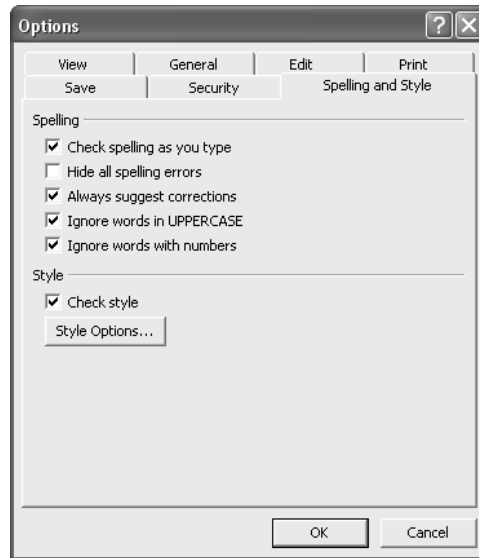 Options
View General Edit Print
Save Security Spelling and Style
Spelling
Check spelling as you type
Hide all spelling errors
Always suggest corrections
Ignore words in UPPERCASE
Ignore words with numbers
Style
Check style
Style Options...
OK Cancel